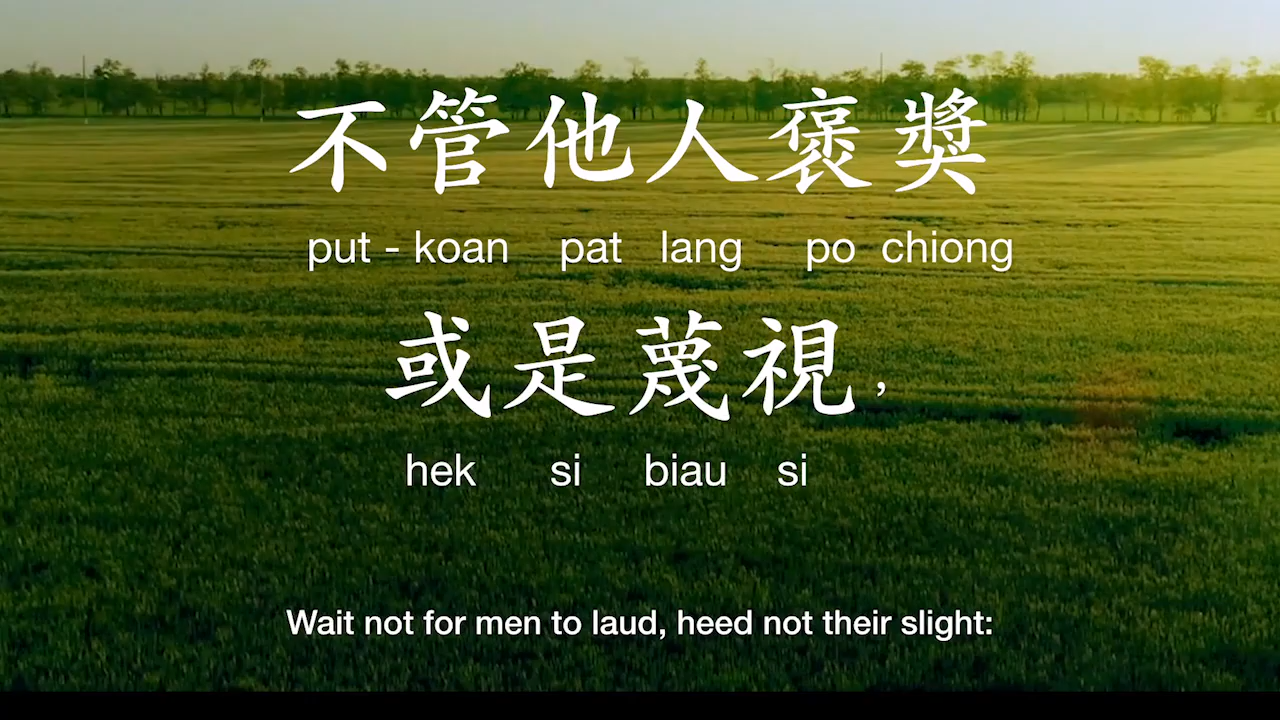 不管他人褒獎
put - koan pat lang po chiong
或是蔑視，
hek si biau si
Wait not for men to laud, heed not their slight: